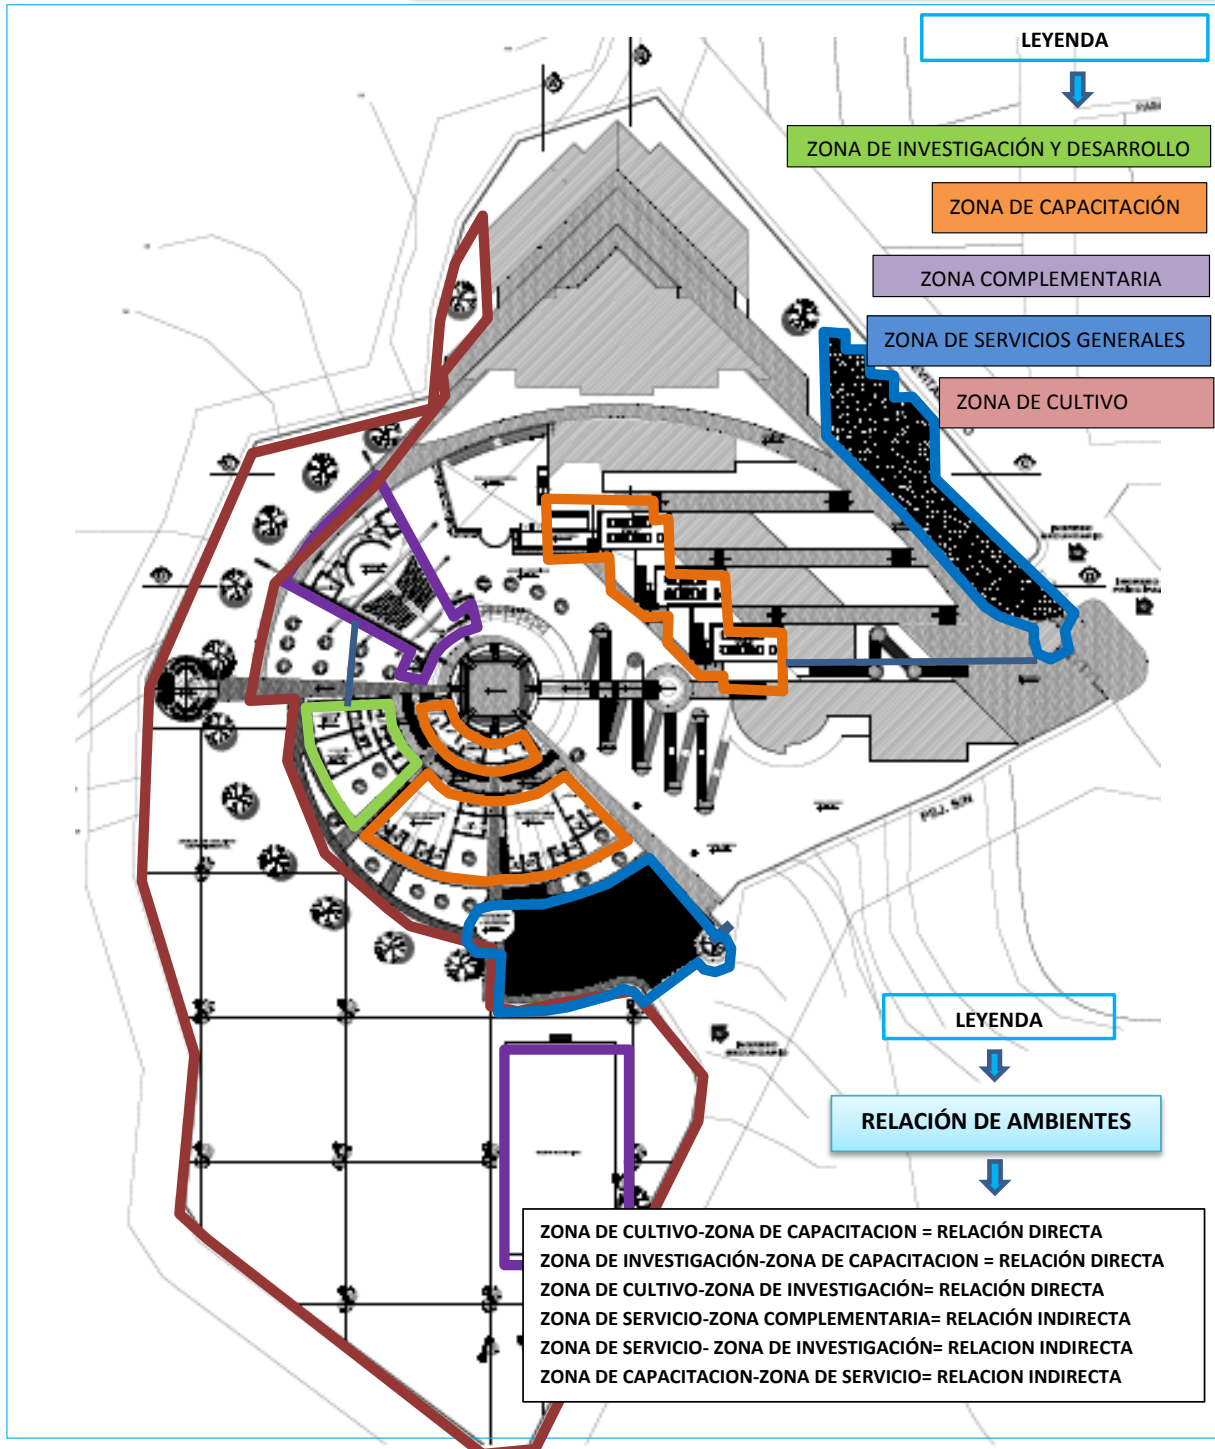 LEYENDA
ZONA DE INVESTIGACIÓN Y DESARROLLO
ZONA DE CAPACITACIÓN
ZONA COMPLEMENTARIA
ZONA DE SERVICIOS GENERALES
ZONA DE CULTIVO
PSJ. S/N
LEYENDA
RELACIÓN DE AMBIENTES
ZONA DE CULTIVO-ZONA DE CAPACITACION = RELACIÓN DIRECTA
ZONA DE INVESTIGACIÓN-ZONA DE CAPACITACION = RELACIÓN DIRECTA
ZONA DE CULTIVO-ZONA DE INVESTIGACIÓN= RELACIÓN DIRECTA
ZONA DE SERVICIO-ZONA COMPLEMENTARIA= RELACIÓN INDIRECTA
ZONA DE SERVICIO- ZONA DE INVESTIGACIÓN= RELACION INDIRECTA
ZONA DE CAPACITACION-ZONA DE SERVICIO= RELACION INDIRECTA